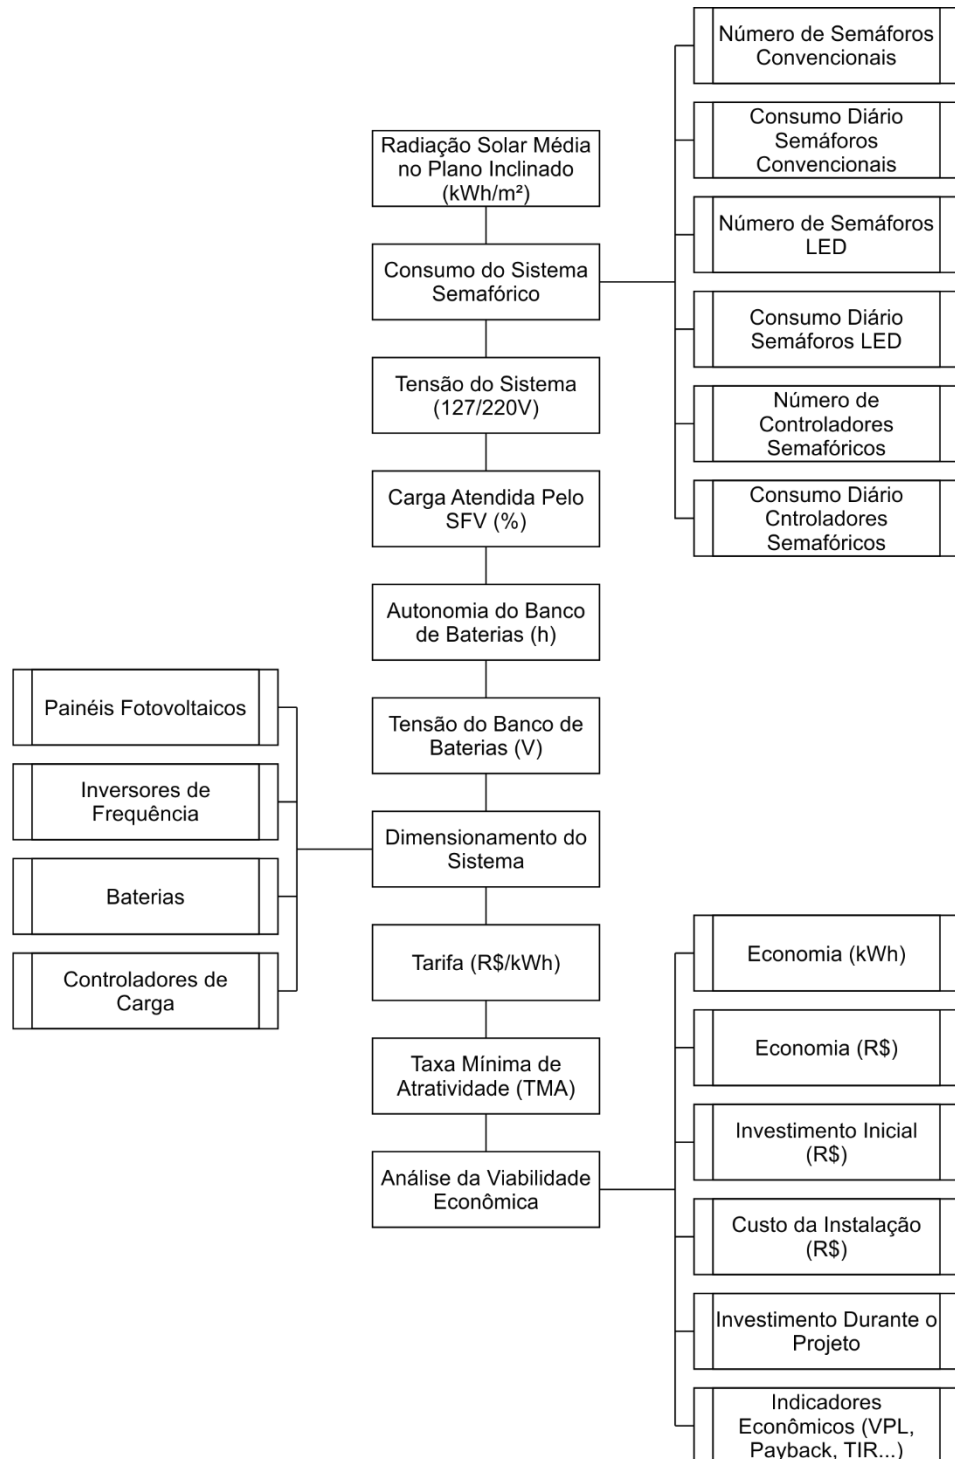 Número de Semáforos
Convencionais
Consumo Diário
Semáforos
Convencionais
Radiação Solar Média
no Plano Inclinado
(kWh/m²)
Número de Semáforos
LED
Consumo do Sistema
Semafórico
Consumo Diário
Semáforos LED
Tensão do Sistema
(127/220V)
Número de
Controladores
Semafóricos
Carga Atendida Pelo
SFV (%)
Consumo Diário
Cntroladores
Semafóricos
Autonomia do Banco
de Baterias (h)
Painéis Fotovoltaicos
Tensão do Banco de
Baterias (V)
Inversores de
Frequência
Dimensionamento do
Sistema
Baterias
Tarifa (R$/kWh)
Economia (kWh)
Controladores de
Carga
Economia (R$)
Taxa Mínima de
Atratividade (TMA)
Investimento Inicial
(R$)
Análise da Viabilidade
Econômica
Custo da Instalação
(R$)
Investimento Durante o
Projeto
Indicadores
Econômicos (VPL,
Payback, TIR...)